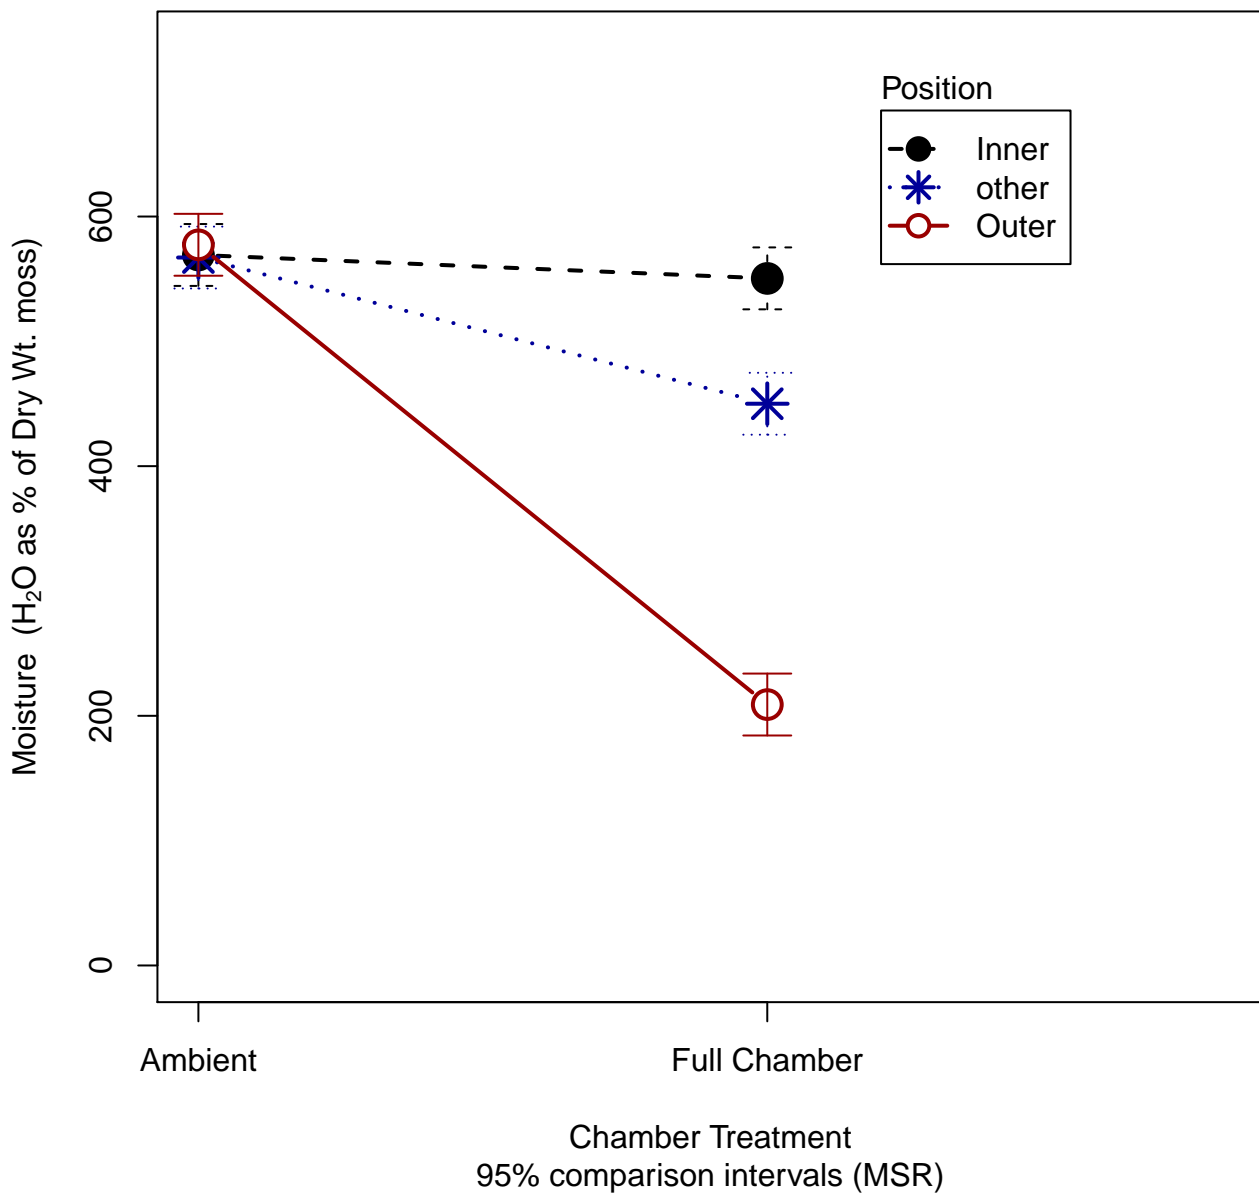 Position
Inner
other
Outer
Moisture  (H₂O as % of Dry Wt. moss)
600
400
200
0
Ambient
Full Chamber
Chamber Treatment
95% comparison intervals (MSR)